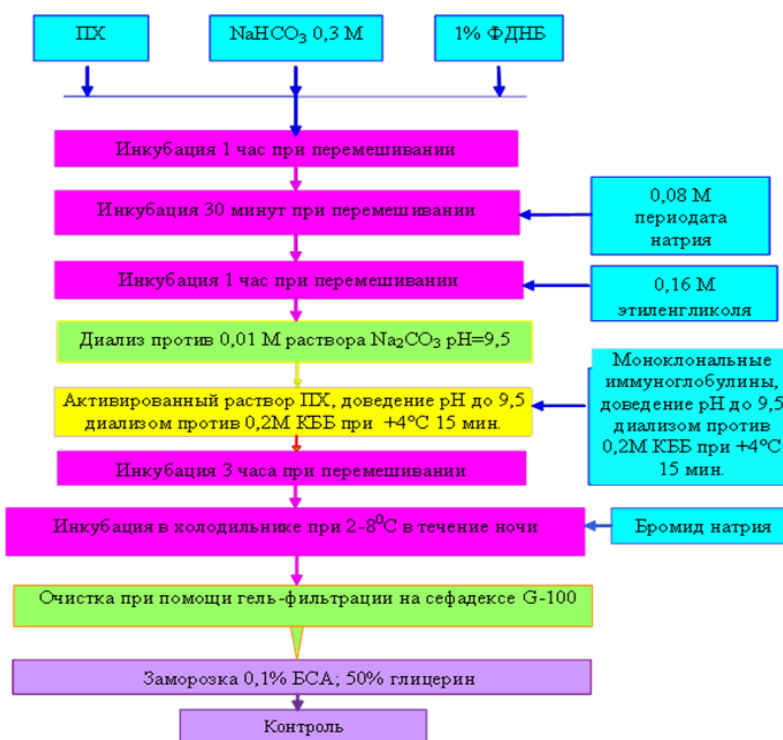 ПХ
NaHCO₃ 0,3 М
1% ФДНБ
Инкубация 1 час при перемешивании
Инкубация 30 минут при перемешивании
0,08 М
периодата
натрия
Инкубация 1 час при перемешивании
0,16 М
этиленгликоля
Диализ против 0,01 М раствора Na₂CO₃ pH=9,5
Активированный раствор ПХ, доведение pH до 9,5
диализом против 0,2М КББ при +4°С 15 мин.
Моноклональные
иммуноглобулины,
доведение pH до 9,5
диализом против
0,2М КББ при +4°С
15 мин.
Инкубация 3 часа при перемешивании
Инкубация в холодильнике при 2-8⁰С в течение ночи
Бромид натрия
Очистка при помощи гель-фильтрации на сефадексе G-100
Заморозка 0,1% БСА; 50% глицерин
Контроль